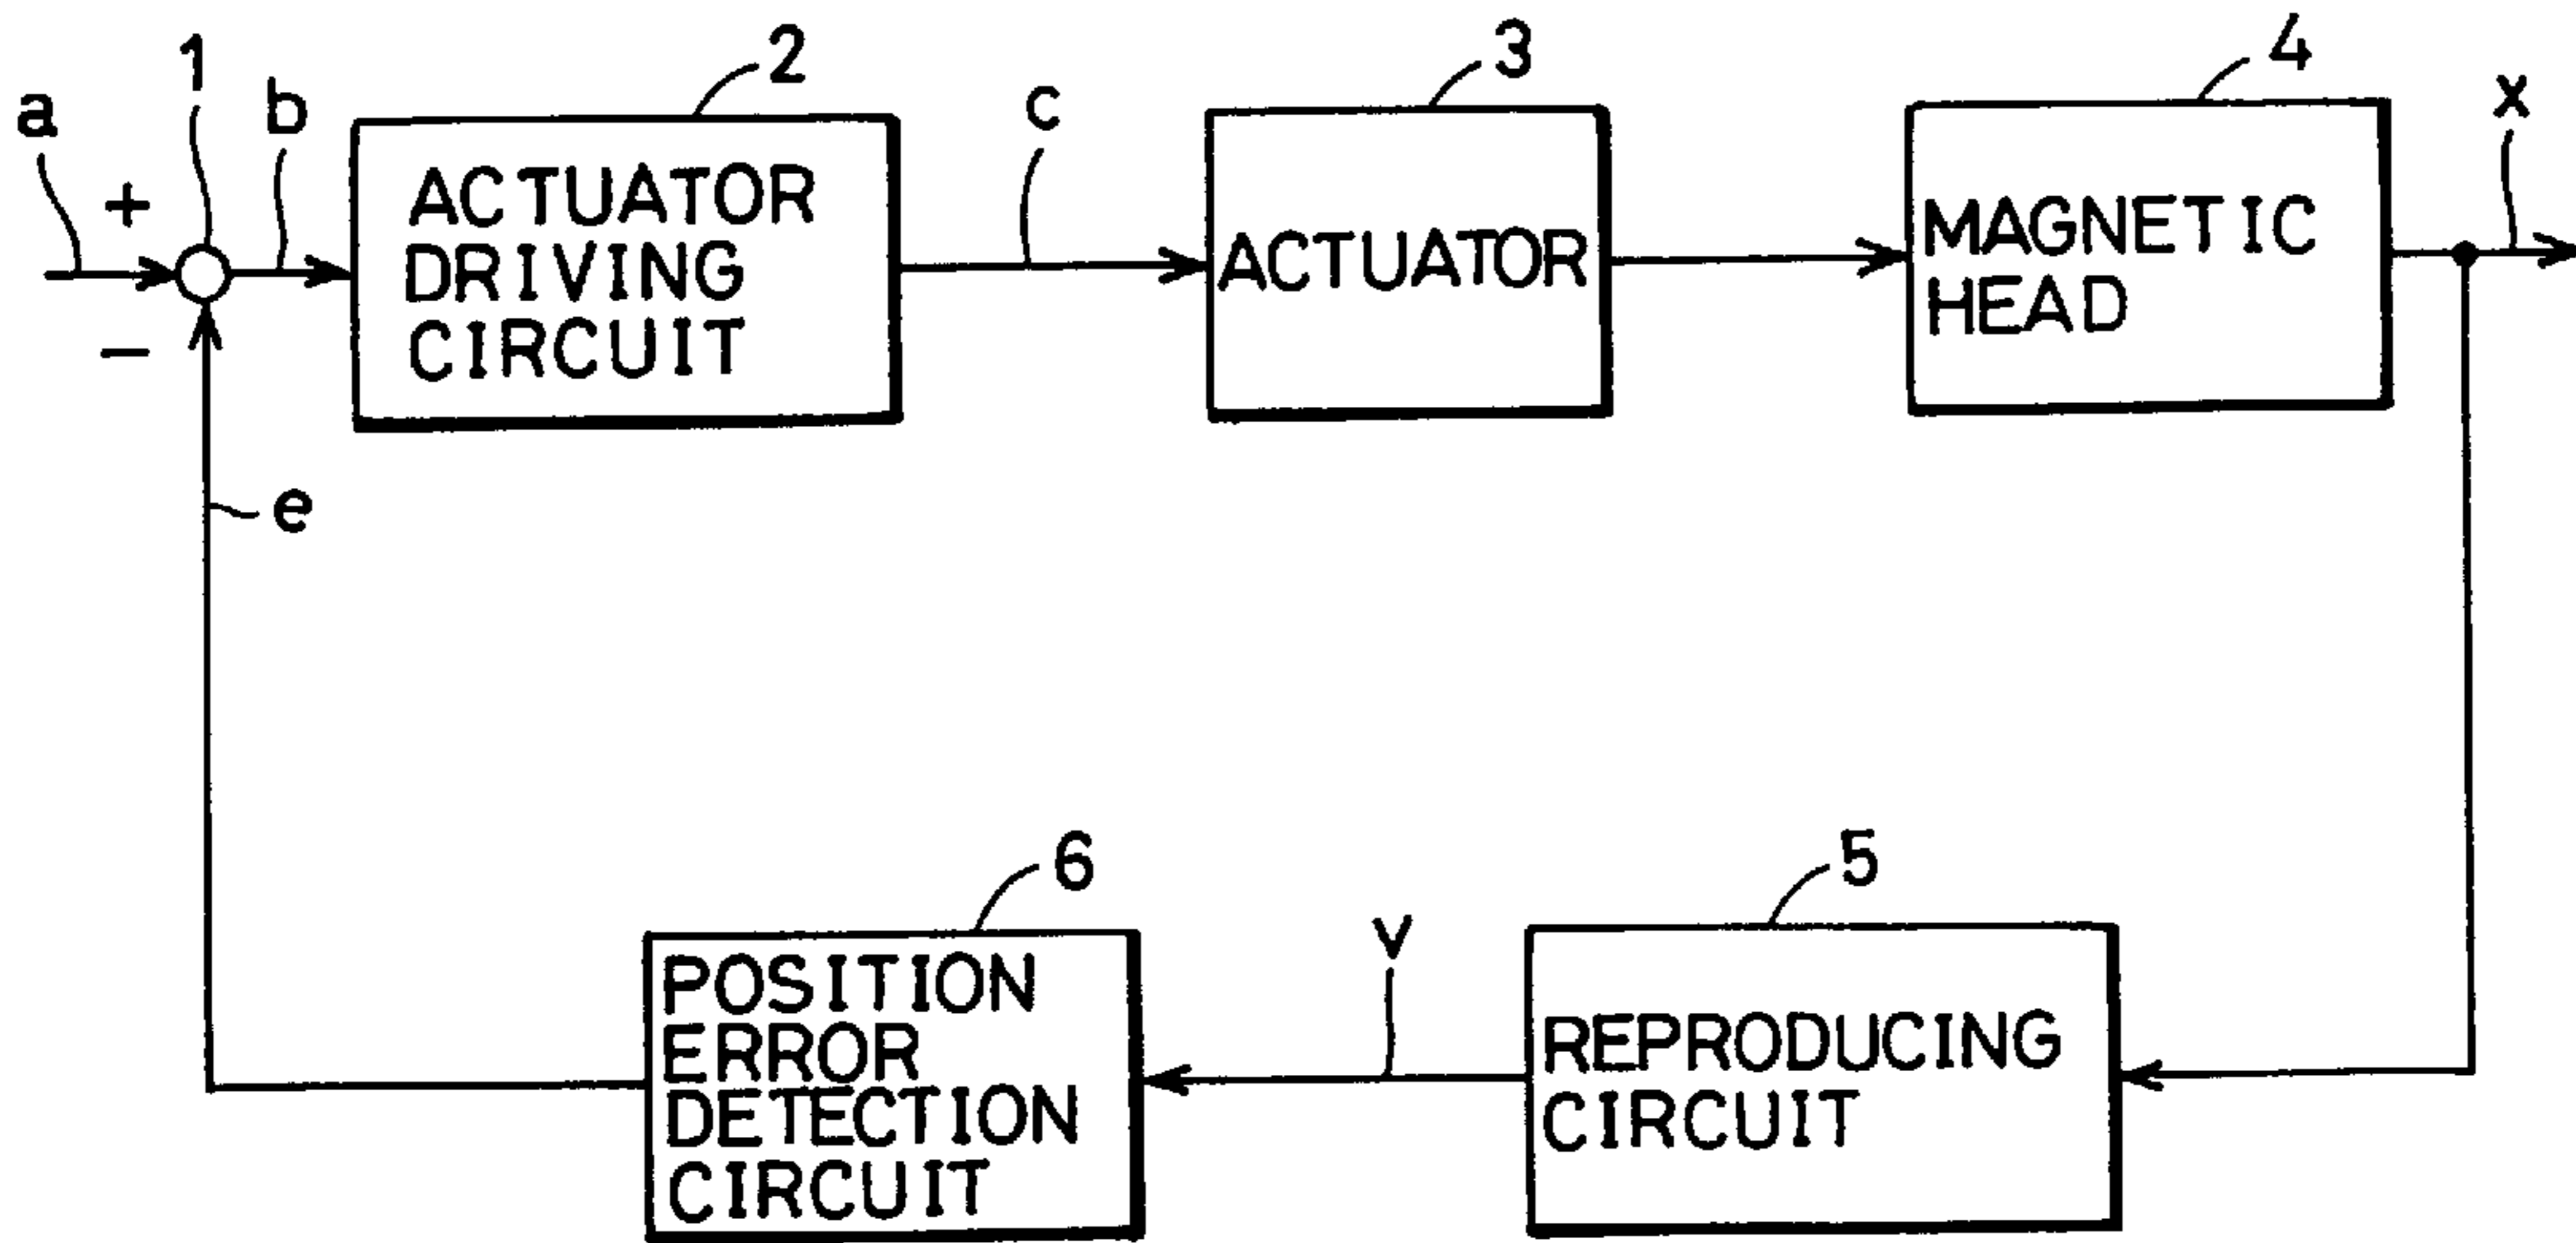 1
2
3
4
a
b
c
x
+
ACTUATOR
DRIVING
CIRCUIT
ACTUATOR
MAGNETIC
HEAD
−
e
6
5
v
POSITION
ERROR
DETECTION
CIRCUIT
REPRODUCING
CIRCUIT